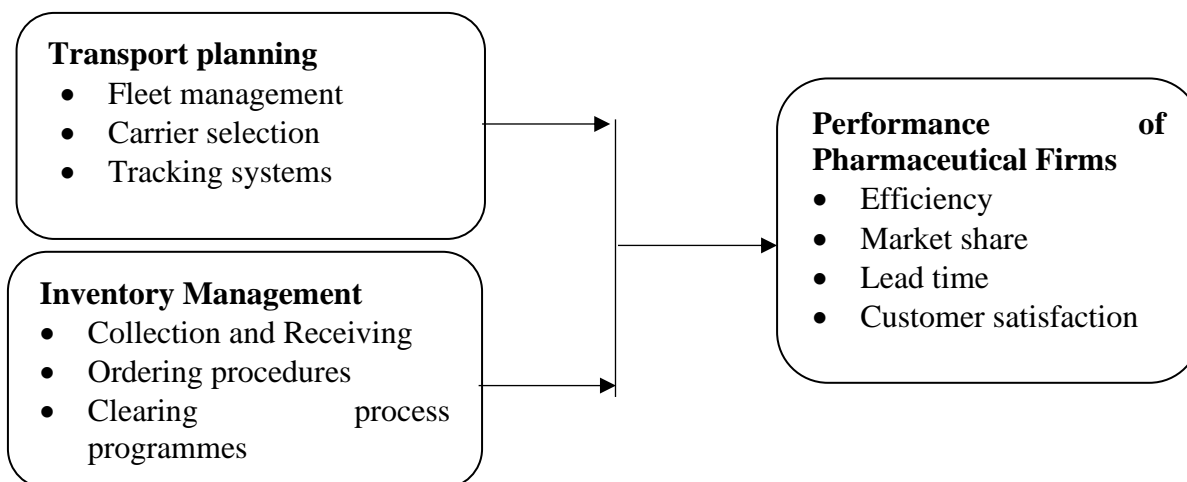 Transport planning
• Fleet management
• Carrier selection
• Tracking systems
Inventory Management
• Collection and Receiving
• Ordering procedures
• Clearing process
programmes
Performance of
Pharmaceutical Firms
• Efficiency
• Market share
• Lead time
• Customer satisfaction